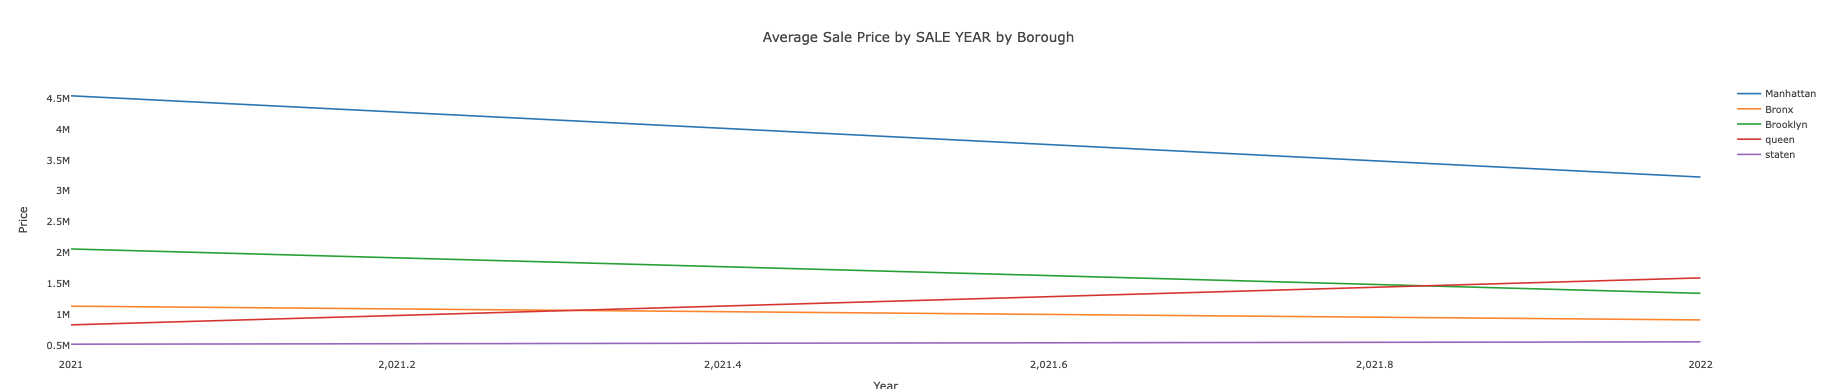 Average Sale Price by SALE YEAR by Borough
4.5M
4M
3.5M
3M
2.5M
2M
1.5M
1M
0.5M
Price
2021
2,021.2
2,021.4
2,021.6
2,021.8
2022
Year
Manhattan
Bronx
Brooklyn
queen
staten